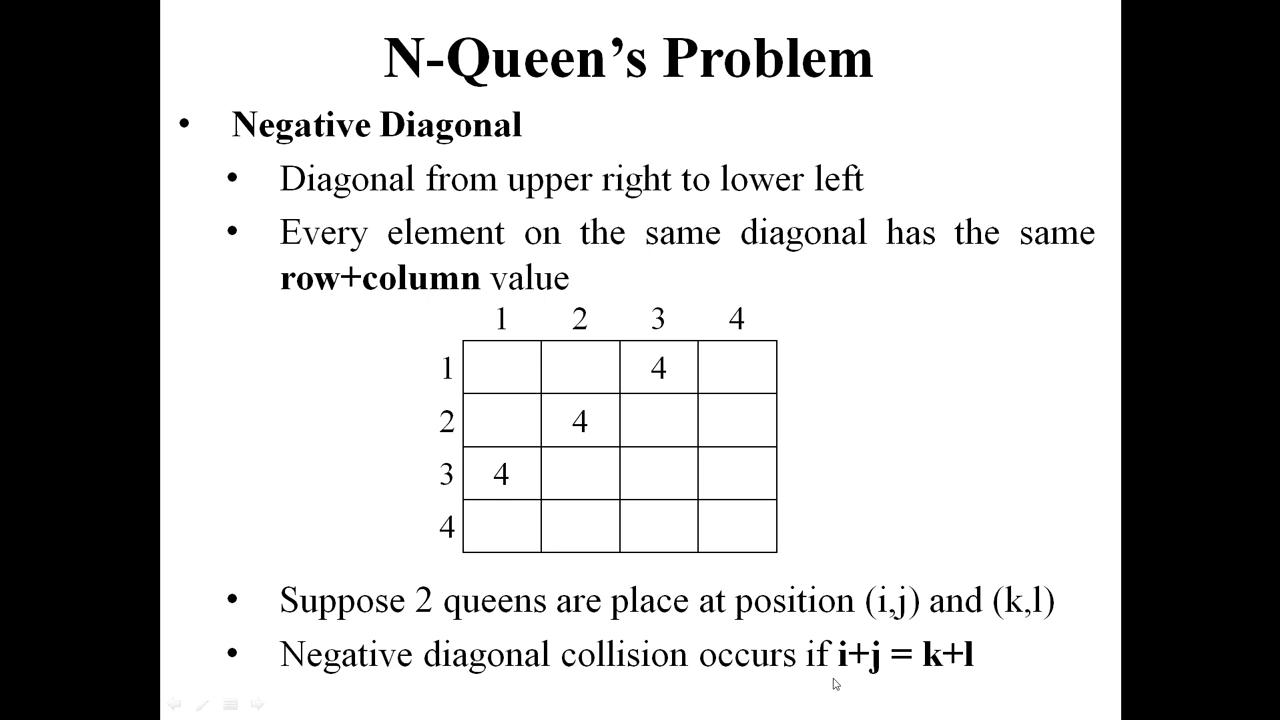 N-Queen’s Problem
• Negative Diagonal
• Diagonal from upper right to lower left
• Every element on the same diagonal has the same
row+column value
1 2 3 4
1 4
2 4
3 4
4
• Suppose 2 queens are place at position (i,j) and (k,l)
• Negative diagonal collision occurs if i+j = k+l